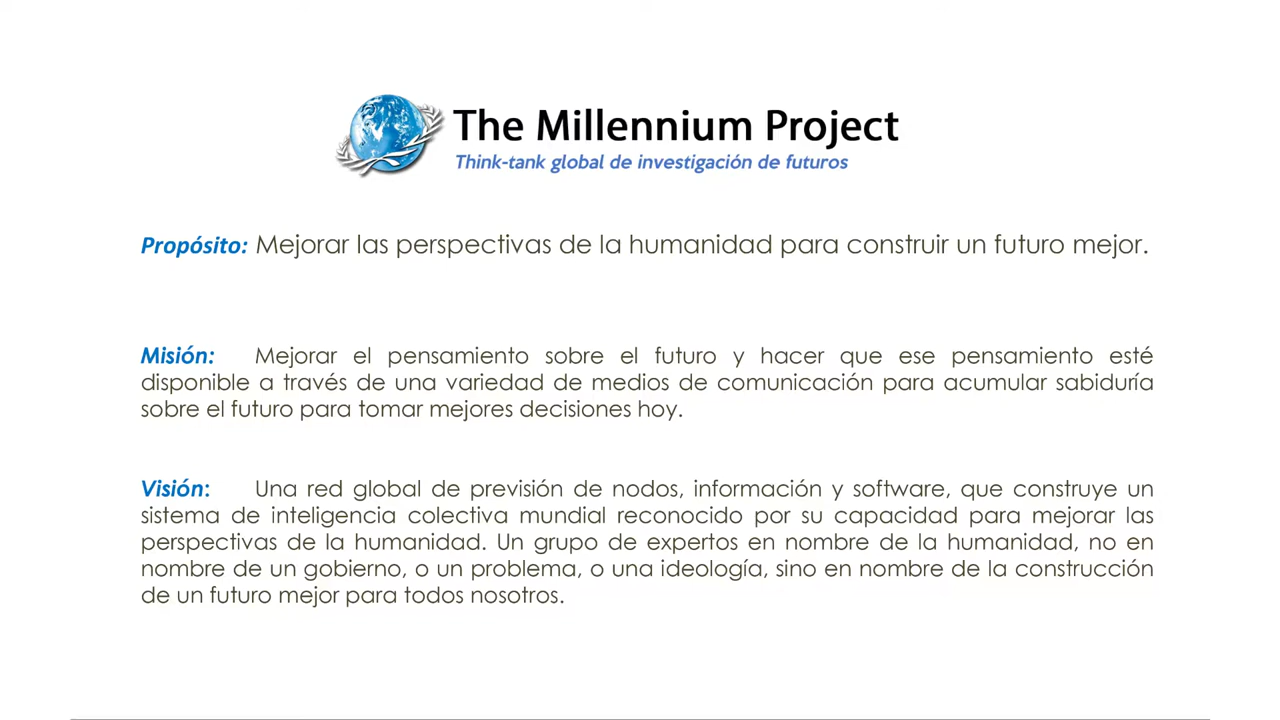 The Millennium Project
Think-tank global de investigación de futuros
Propósito: Mejorar las perspectivas de la humanidad para construir un futuro mejor.
Misión: Mejorar el pensamiento sobre el futuro y hacer que ese pensamiento esté
disponible a través de una variedad de medios de comunicación para acumular sabiduría
sobre el futuro para tomar mejores decisiones hoy.
Visión: Una red global de previsión de nodos, información y software, que construye un
sistema de inteligencia colectiva mundial reconocido por su capacidad para mejorar las
perspectivas de la humanidad. Un grupo de expertos en nombre de la humanidad, no en
nombre de un gobierno, o un problema, o una ideología, sino en nombre de la construcción
de un futuro mejor para todos nosotros.